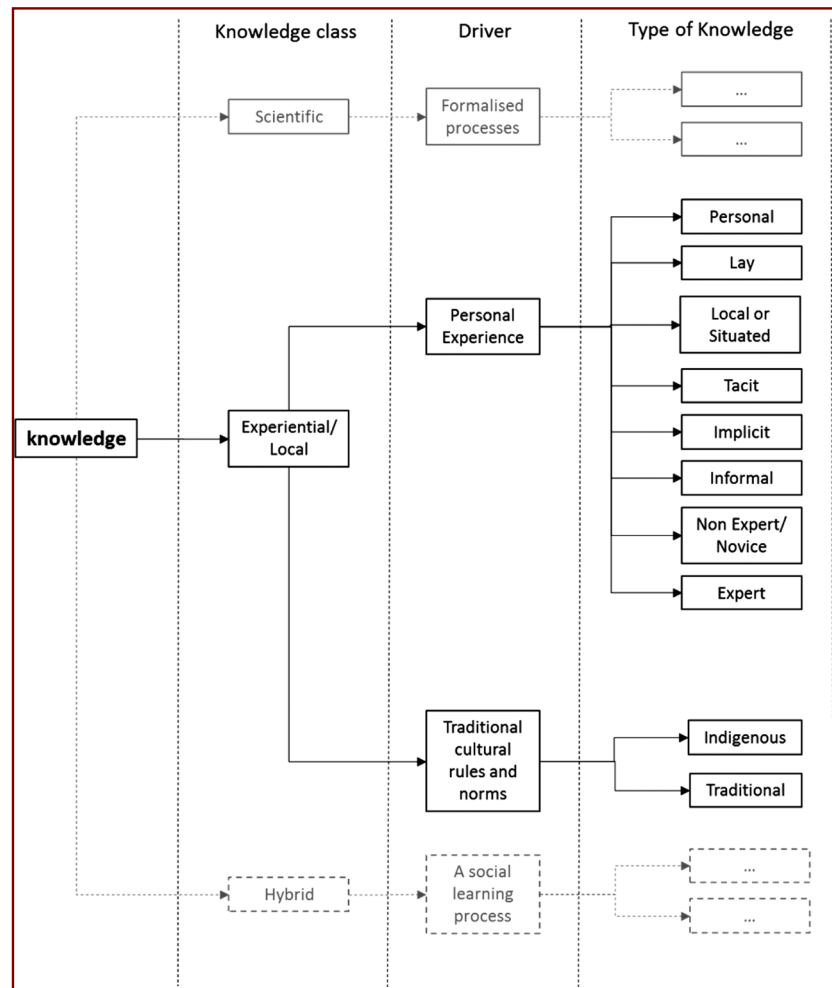 Knowledge class
Driver
Type of Knowledge
Scientific
Formalised
processes
...
...
Personal
Lay
Personal
Experience
Local or
Situated
Tacit
knowledge
Experiential/
Local
Implicit
Informal
Non Expert/
Novice
Expert
Traditional
cultural
rules and
norms
Indigenous
Traditional
Hybrid
A social
learning
process
...
...